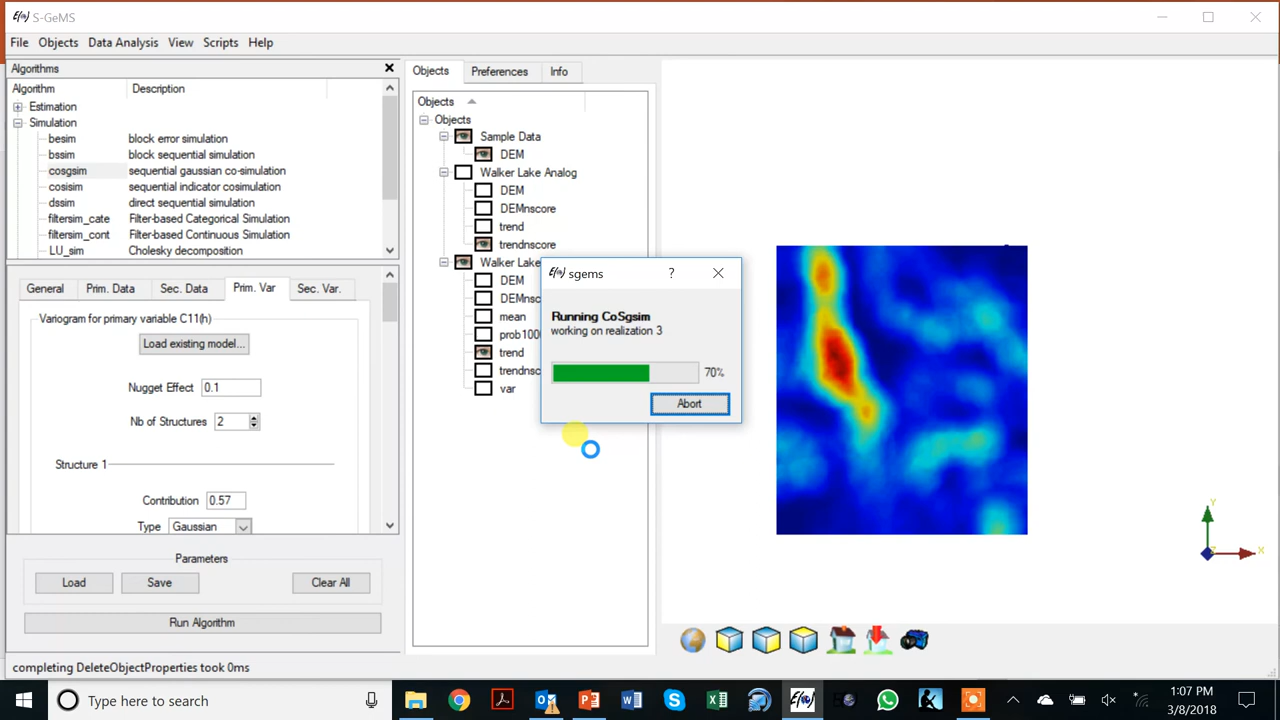 S-GeMS
File Objects Data Analysis View Scripts Help
Algorithms
Algorithm Description
Estimation
Simulation
besim block error simulation
bssim block sequential simulation
cosgsim sequential gaussian co-simulation
cosisim sequential indicator cosimulation
dssim direct sequential simulation
filtersim_cate Filter-based Categorical Simulation
filtersim_cont Filter-based Continuous Simulation
LU_sim Cholesky decomposition
General Prim. Data Sec. Data Prim. Var Sec. Var.
Variogram for primary variable C11(h)
Load existing model...
Nugget Effect 0.1
Nb of Structures 2
Structure 1
Contribution 0.57
Type Gaussian
Parameters
Load Save Clear All
Run Algorithm
completing DeleteObjectProperties took 0ms
Objects Preferences Info
Objects
Objects
Sample Data
DEM
Walker Lake Analog
DEM
DEMnscore
trend
trendnscore
Walker Lake
DEM
DEMnsc
mean
prob1000
trend
trendnsc
var
sgems ?
Running CoSgsim
working on realization 3
70%
Abort
Y
X
Type here to search
1:07 PM
3/8/2018